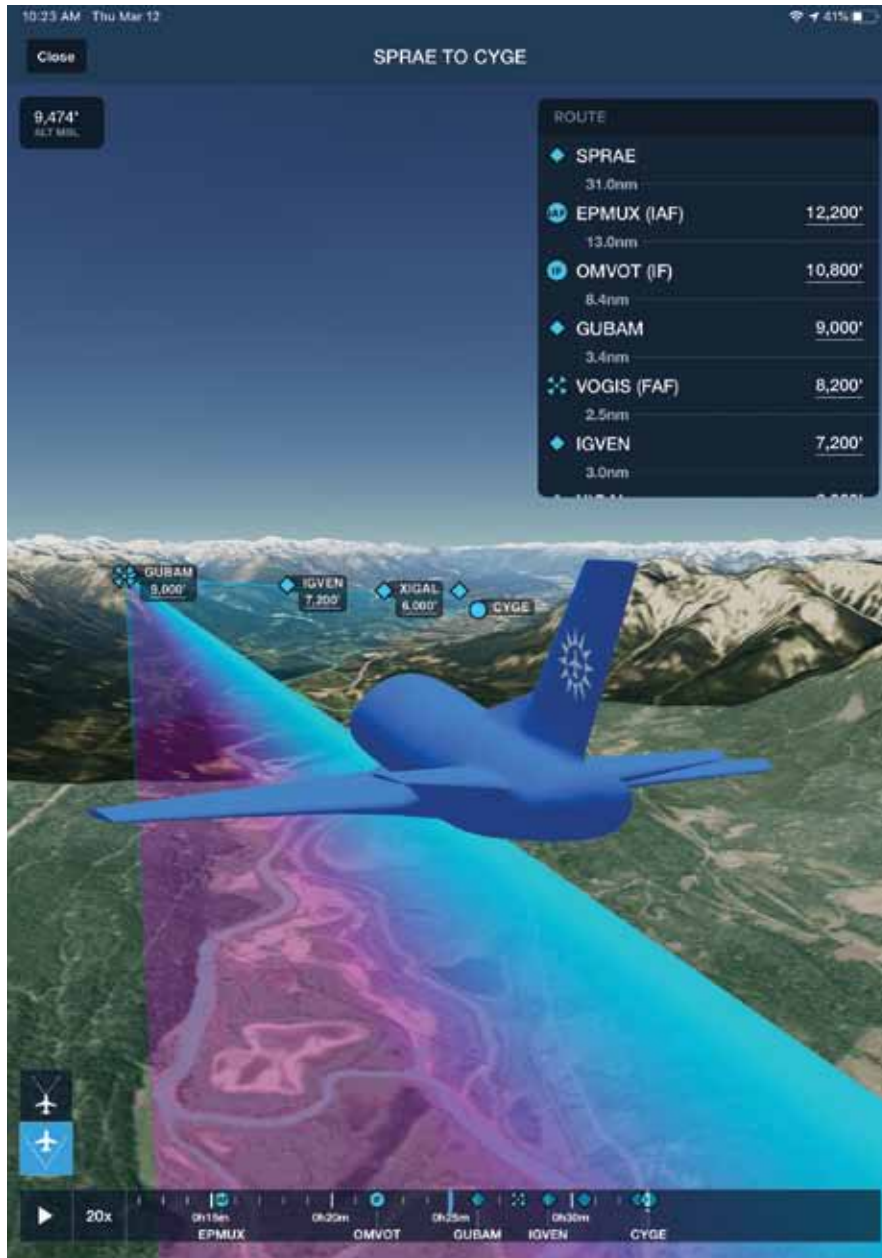 10:23 AM Thu Mar 12
41%
Close
SPRAE TO CYGE
9,474'
ALT MSL
ROUTE
SPRAE
31.0nm
IAF EPMUX (IAF) 12,200'
13.0nm
IF OMVOT (IF) 10,800'
8.4nm
GUBAM 9,000'
3.4nm
VOGIS (FAF) 8,200'
2.5nm
IGVEN 7,200'
3.0nm
GUBAM
9,000'
IGVEN
7,200'
XIGAL
6,000'
CYGE
20x
0h15m 0h20m 0h25m 0h30m
EPMUX OMVOT GUBAM IGVEN CYGE